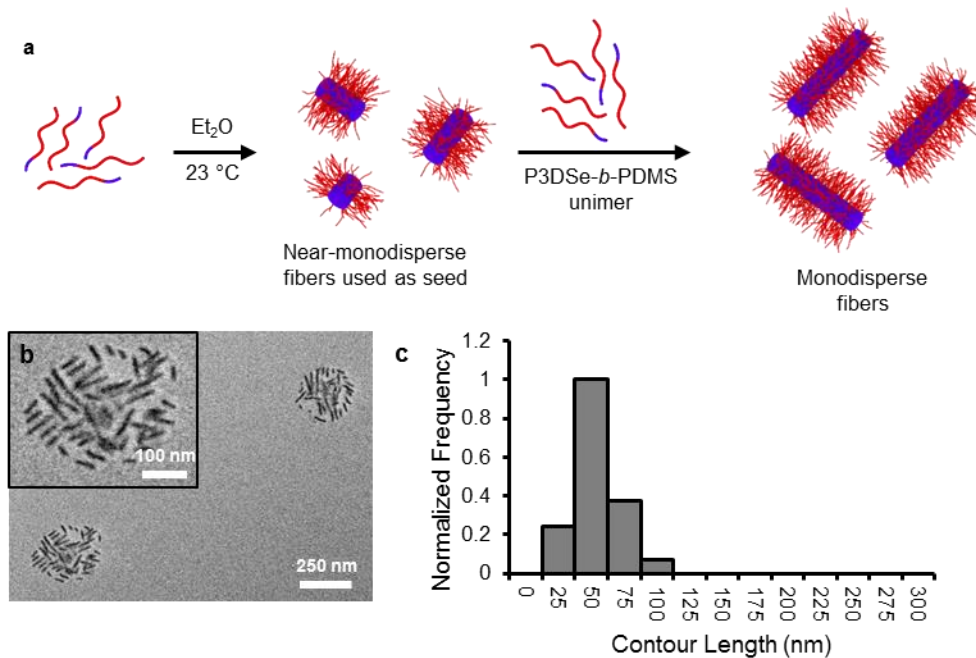 a
Et₂O
23 °C
Near-monodisperse
fibers used as seed
P3DSe-b-PDMS
unimer
Monodisperse
fibers
b
100 nm
250 nm
c
Normalized Frequency
1.2
1
0.8
0.6
0.4
0.2
0
0
25
50
75
100
125
150
175
200
225
250
275
300
Contour Length (nm)